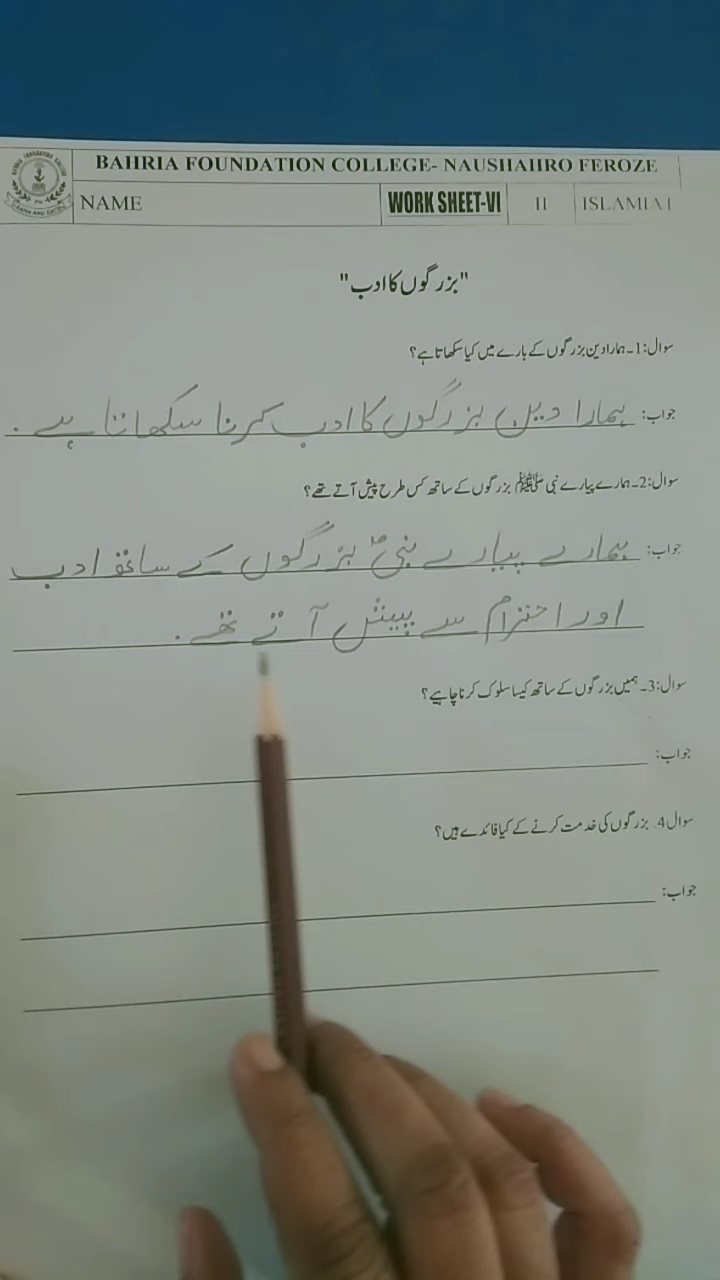 BAHRIA FOUNDATION COLLEGE- NAUSHAHRO FEROZE
NAME WORK SHEET-VI II ISLAMIAT
"بزرگوں کا ادب"
سوال:1۔ ہمارا دین بزرگوں کے بارے میں کیا سکھاتا ہے؟
جواب: ہمارا دین بزرگوں کا ادب کرنا سکھاتا ہے ۔
سوال:2۔ ہمارے پیارے نبی ﷺ بزرگوں کے ساتھ کس طرح پیش آتے تھے؟
جواب: ہمارے پیارے نبیؐ بزرگوں کے ساتھ ادب
اور احترام سے پیش آتے تھے ۔
سوال:3۔ ہمیں بزرگوں کے ساتھ کیسا سلوک کرنا چاہیے؟
جواب:
سوال4۔ بزرگوں کی خدمت کرنے کے کیا فائدے ہیں؟
جواب: